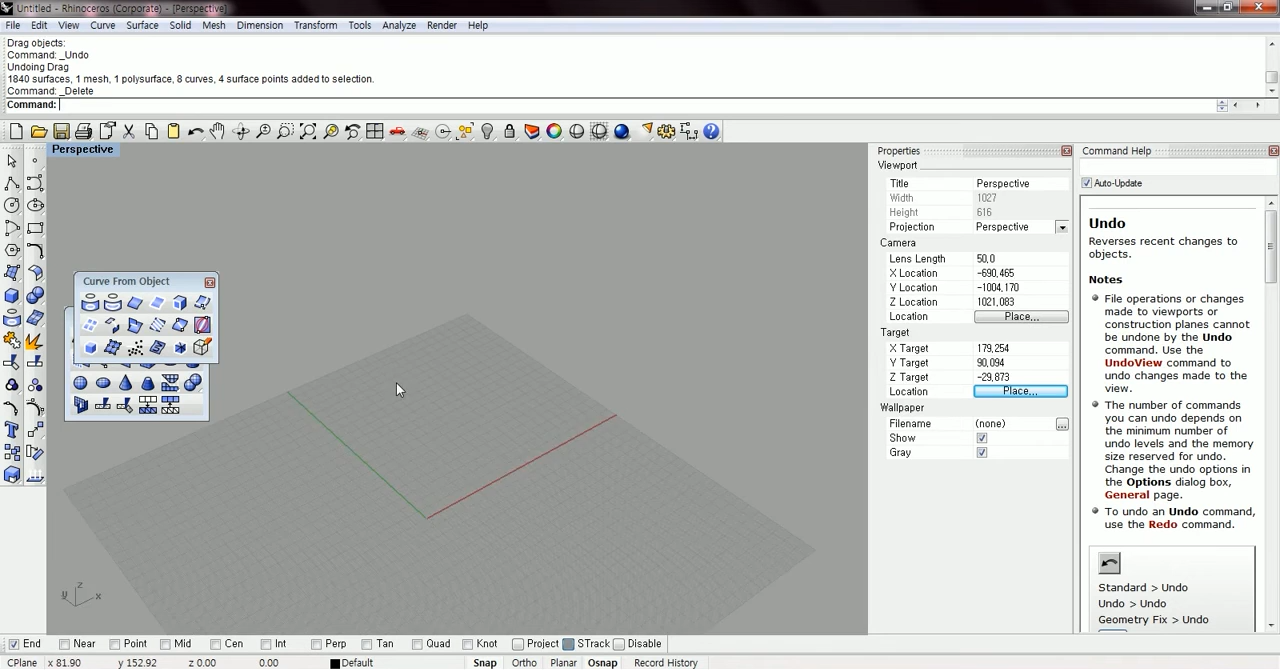 Untitled - Rhinoceros (Corporate) - [Perspective]
File Edit View Curve Surface Solid Mesh Dimension Transform Tools Analyze Render Help
Drag objects:
Command: _Undo
Undoing Drag
1840 surfaces, 1 mesh, 1 polysurface, 8 curves, 4 surface points added to selection.
Command: _Delete
Command:
Perspective
Curve From Object
z
y
x
Properties
Viewport
Title Perspective
Width 1027
Height 616
Projection Perspective
Camera
Lens Length 50,0
X Location -690,465
Y Location -1004,170
Z Location 1021,083
Location Place...
Target
X Target 179,254
Y Target 90,094
Z Target -29,873
Location Place...
Wallpaper
Filename (none) ...
Show
Gray
Command Help
Auto-Update
Undo
Reverses recent changes to
objects.
Notes
File operations or changes
made to viewports or
construction planes cannot
be undone by the Undo
command. Use the
UndoView command to
undo changes made to the
view.
The number of commands
you can undo depends on
the minimum number of
undo levels and the memory
size reserved for undo.
Change the undo options in
the Options dialog box,
General page.
To undo an Undo command,
use the Redo command.
Standard > Undo
Undo > Undo
Geometry Fix > Undo
End Near Point Mid Cen Int Perp Tan Quad Knot Project STrack Disable
CPlane x 81.90 y 152.92 z 0.00 0.00 Default Snap Ortho Planar Osnap Record History